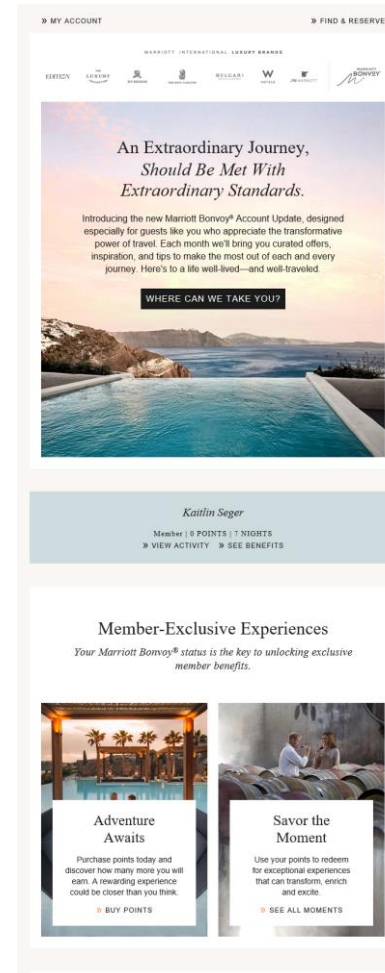 » MY ACCOUNT
» FIND & RESERVE
MARRIOTT INTERNATIONAL LUXURY BRANDS
EDITION
THE LUXURY COLLECTION
BVLGARI
W
HOTELS
JW MARRIOTT
MARRIOTT
BONVOY
An Extraordinary Journey,
Should Be Met With
Extraordinary Standards.
Introducing the new Marriott Bonvoy® Account Update, designed
especially for guests like you who appreciate the transformative
power of travel. Each month we'll bring you curated offers,
inspiration, and tips to make the most out of each and every
journey. Here's to a life well-lived—and well-traveled.
WHERE CAN WE TAKE YOU?
Kaitlin Seger
Member | 0 POINTS | 7 NIGHTS
» VIEW ACTIVITY » SEE BENEFITS
Member-Exclusive Experiences
Your Marriott Bonvoy® status is the key to unlocking exclusive
member benefits.
Adventure
Awaits
Purchase points today and
discover how many more you will
earn. A rewarding experience
could be closer than you think.
» BUY POINTS
Savor the
Moment
Use your points to redeem
for exceptional experiences
that can transform, enrich
and excite.
» SEE ALL MOMENTS